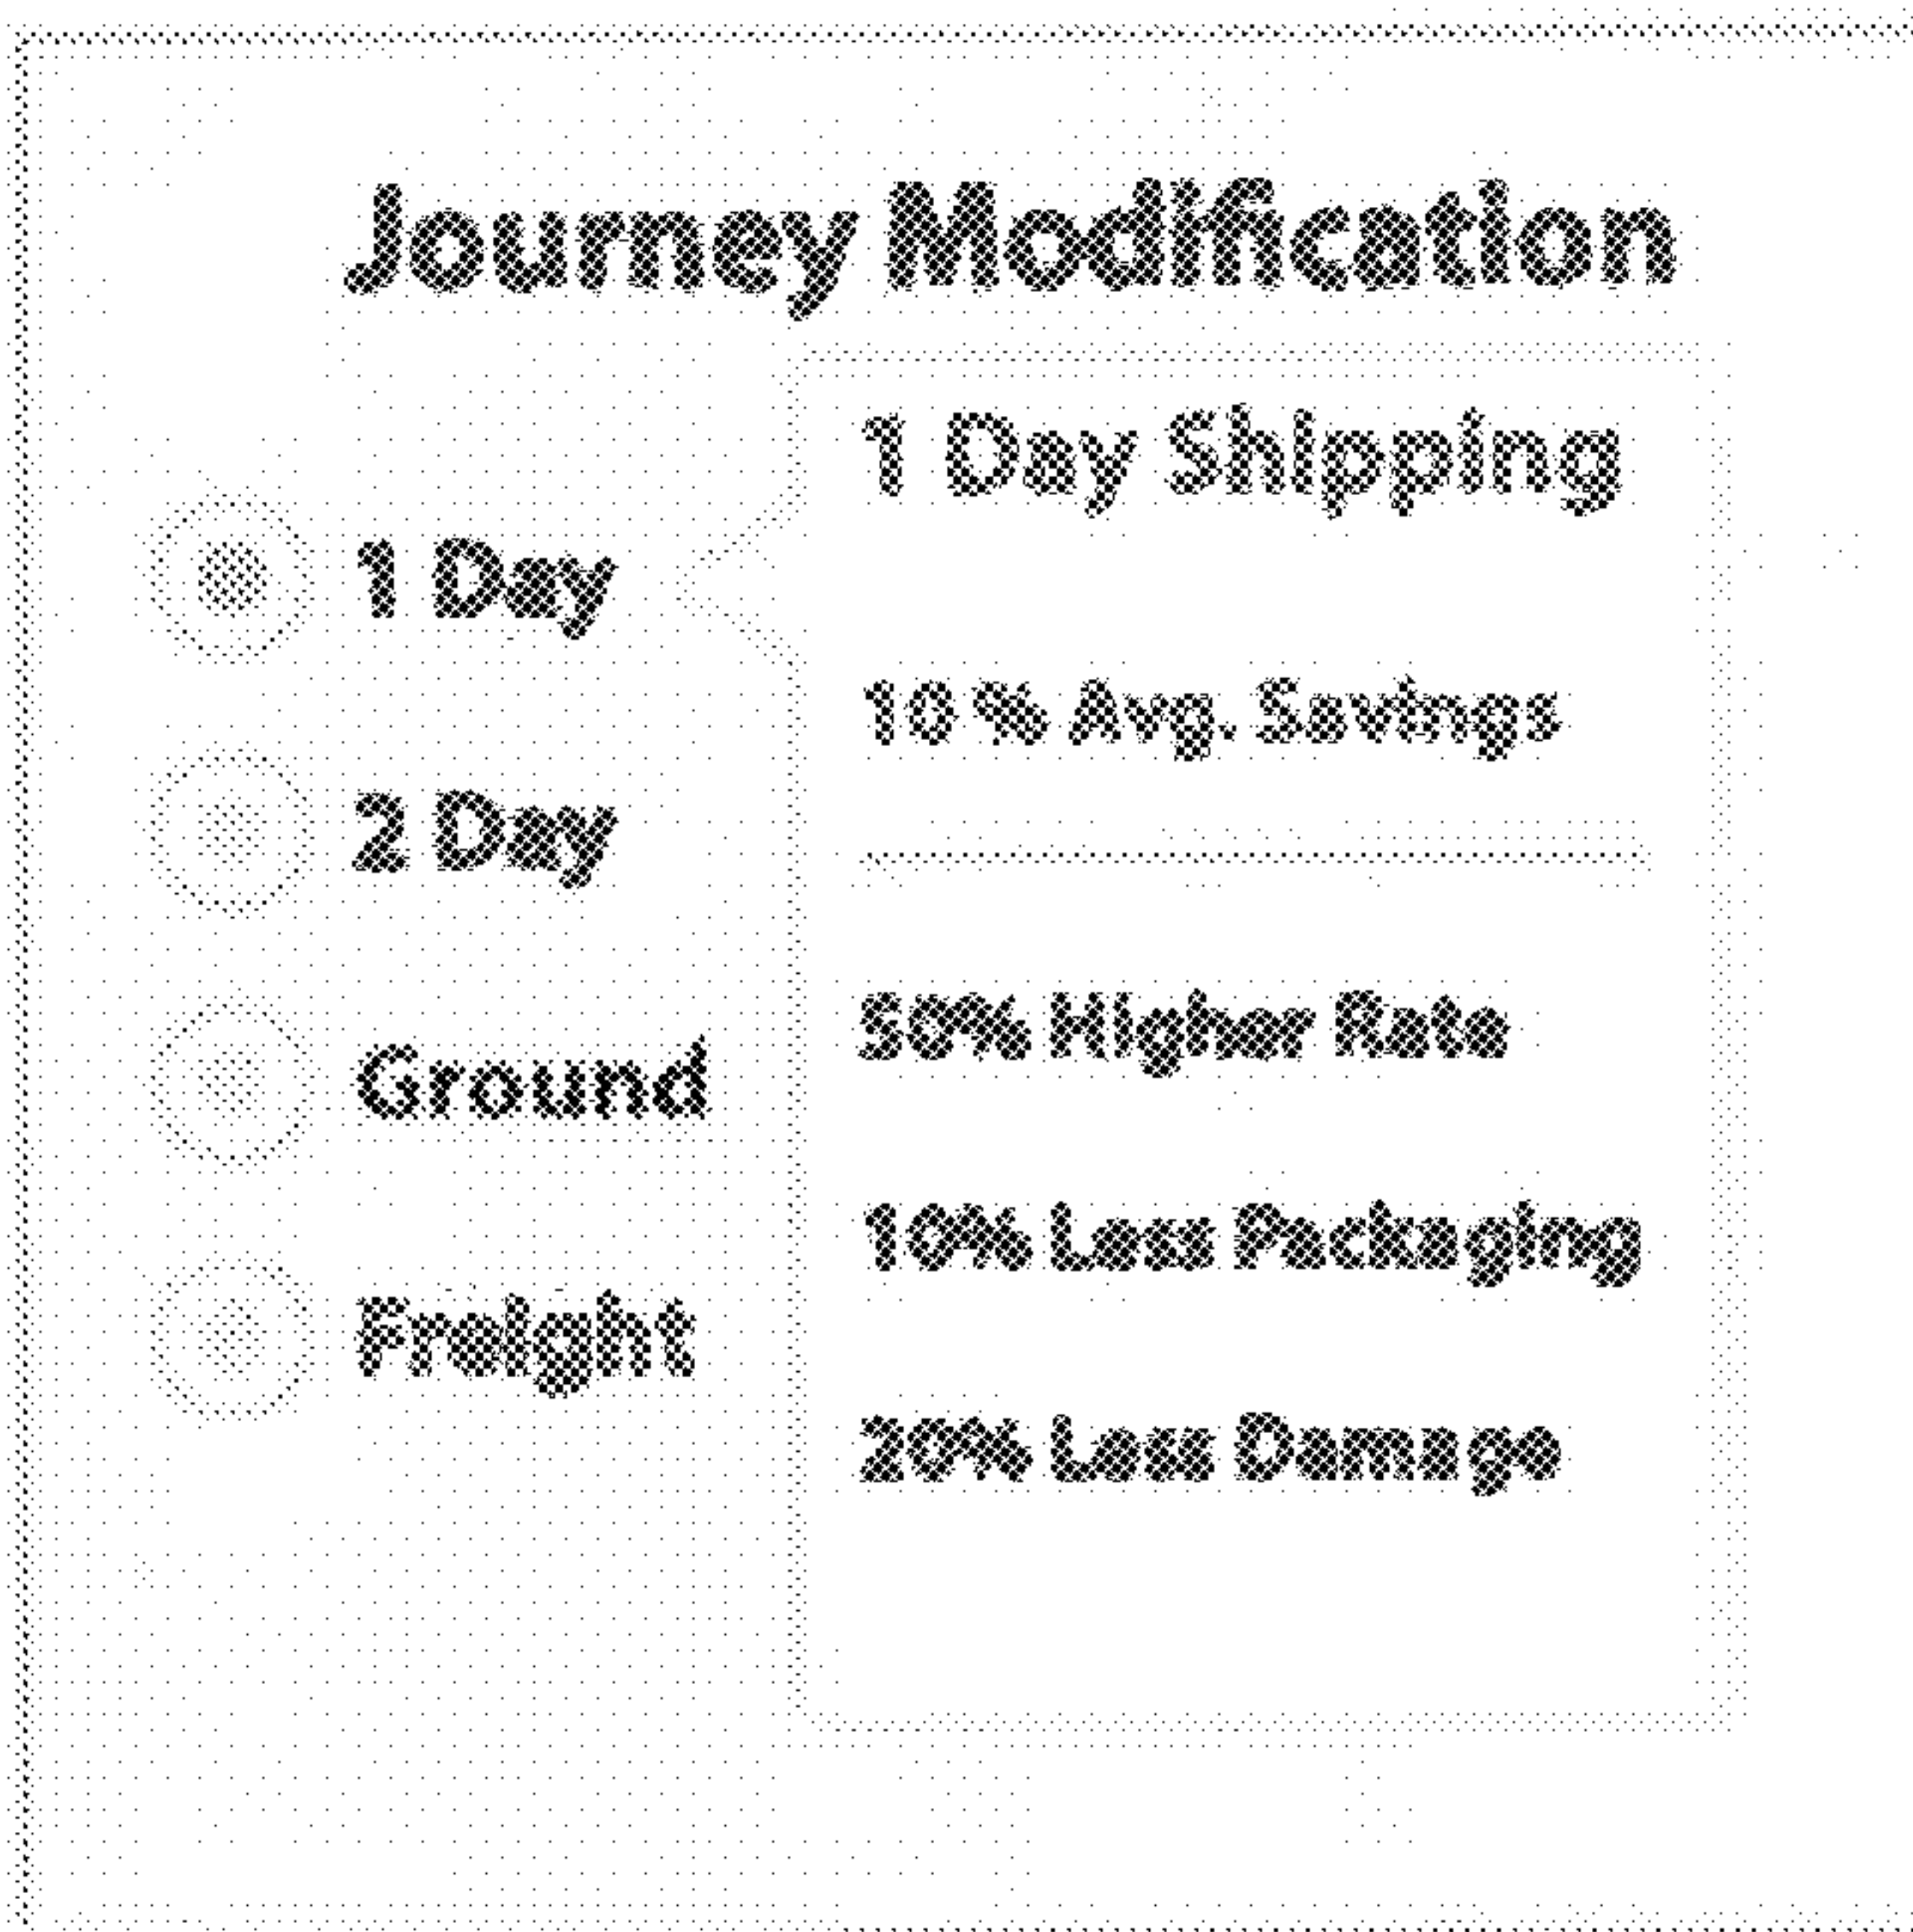 Journey Modification
1 Day
2 Day
Ground
Freight
1 Day Shipping
10 % Avg. Savings
50% Higher Rate
10% Less Packaging
20% Less Damage